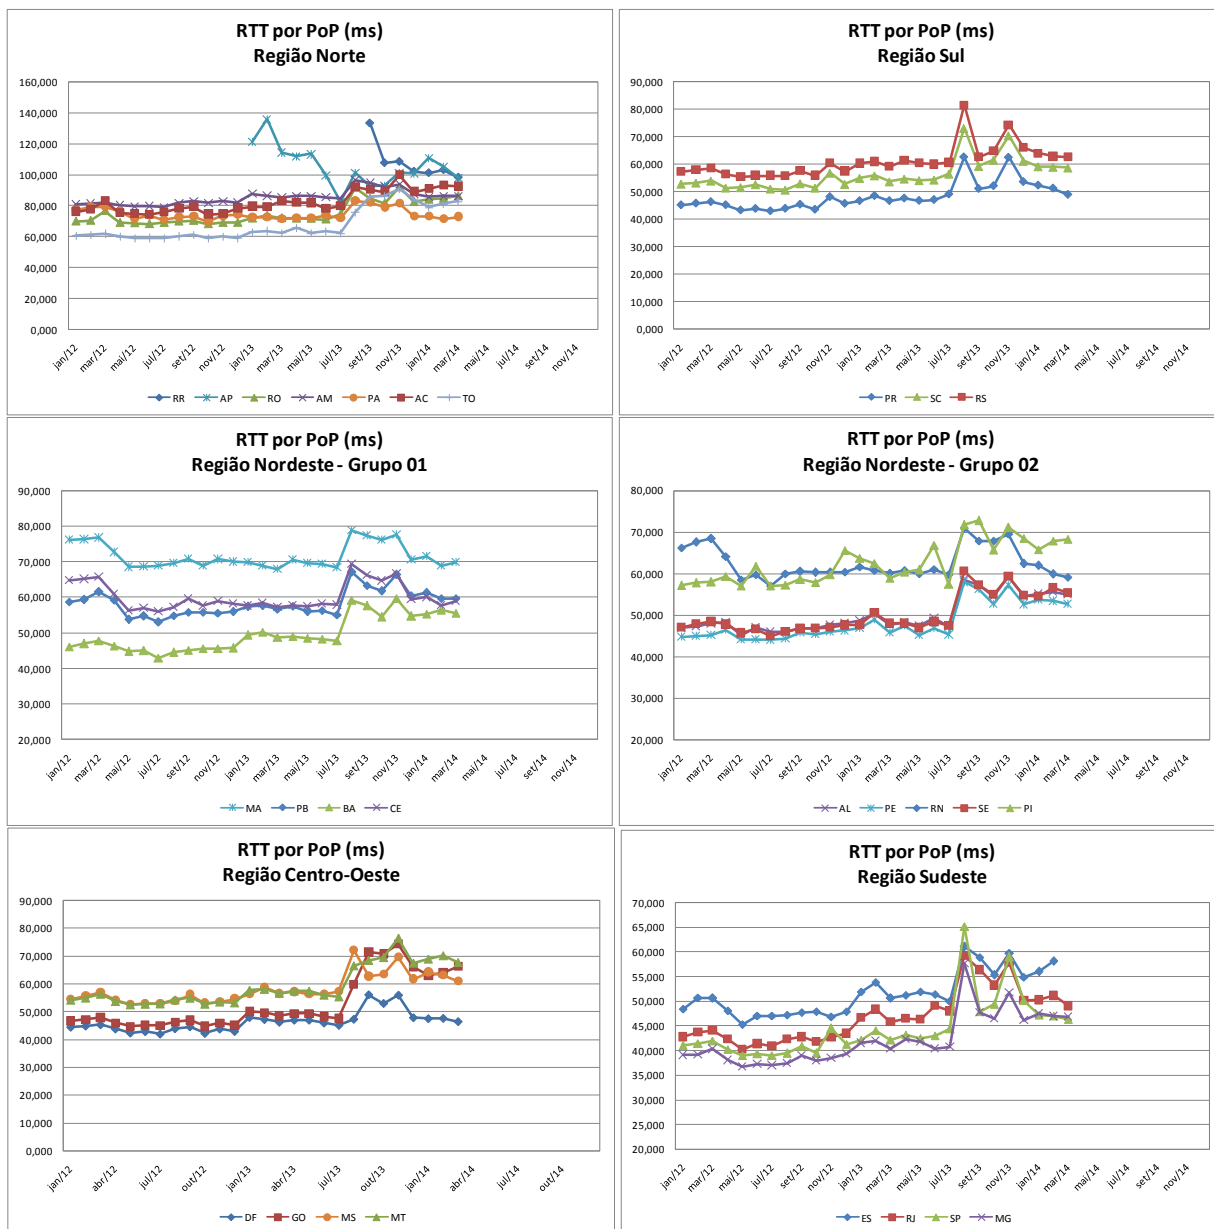 RTT por PoP (ms)
Região Norte
160,000
140,000
120,000
100,000
80,000
60,000
40,000
20,000
0,000
jan/12 mar/12 mai/12 jul/12 set/12 nov/12 jan/13 mar/13 mai/13 jul/13 set/13 nov/13 jan/14 mar/14 mai/14 jul/14 set/14 nov/14
RR AP RO AM PA AC TO
RTT por PoP (ms)
Região Sul
90,000
80,000
70,000
60,000
50,000
40,000
30,000
20,000
10,000
0,000
jan/12 mar/12 mai/12 jul/12 set/12 nov/12 jan/13 mar/13 mai/13 jul/13 set/13 nov/13 jan/14 mar/14 mai/14 jul/14 set/14 nov/14
PR SC RS
RTT por PoP (ms)
Região Nordeste - Grupo 01
90,000
80,000
70,000
60,000
50,000
40,000
30,000
20,000
jan/12 mar/12 mai/12 jul/12 set/12 nov/12 jan/13 mar/13 mai/13 jul/13 set/13 nov/13 jan/14 mar/14 mai/14 jul/14 set/14 nov/14
MA PB BA CE
RTT por PoP (ms)
Região Nordeste - Grupo 02
80,000
70,000
60,000
50,000
40,000
30,000
20,000
jan/12 mar/12 mai/12 jul/12 set/12 nov/12 jan/13 mar/13 mai/13 jul/13 set/13 nov/13 jan/14 mar/14 mai/14 jul/14 set/14 nov/14
AL PE RN SE PI
RTT por PoP (ms)
Região Centro-Oeste
90,000
80,000
70,000
60,000
50,000
40,000
30,000
20,000
10,000
0,000
jan/12 abr/12 jul/12 out/12 jan/13 abr/13 jul/13 out/13 jan/14 abr/14 jul/14 out/14
DF GO MS MT
RTT por PoP (ms)
Região Sudeste
70,000
65,000
60,000
55,000
50,000
45,000
40,000
35,000
30,000
25,000
20,000
jan/12 mar/12 mai/12 jul/12 set/12 nov/12 jan/13 mar/13 mai/13 jul/13 set/13 nov/13 jan/14 mar/14 mai/14 jul/14 set/14 nov/14
ES RJ SP MG